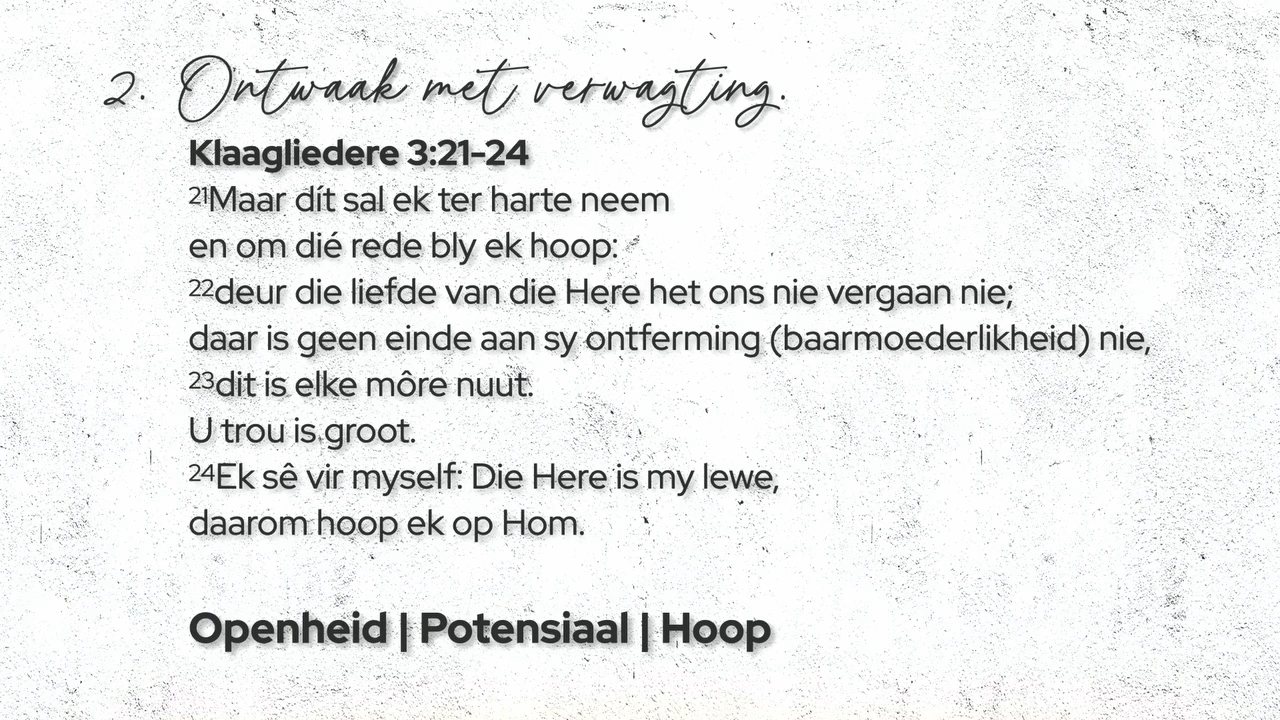 2. Ontwaak met verwagting.
Klaagliedere 3:21-24
²¹Maar dít sal ek ter harte neem
en om dié rede bly ek hoop:
²²deur die liefde van die Here het ons nie vergaan nie;
daar is geen einde aan sy ontferming (baarmoederlikheid) nie,
²³dit is elke môre nuut.
U trou is groot.
²⁴Ek sê vir myself: Die Here is my lewe,
daarom hoop ek op Hom.
Openheid | Potensiaal | Hoop